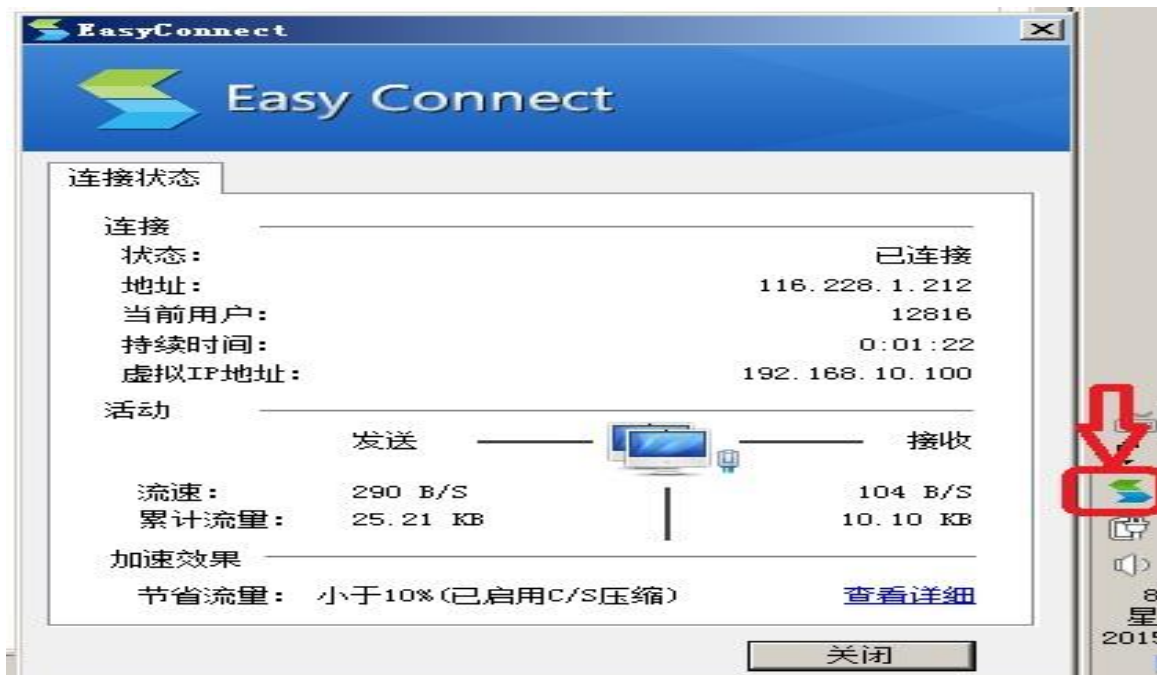 EasyConnect
Easy Connect
连接状态
连接
状态： 已连接
地址： 116.228.1.212
当前用户： 12816
持续时间： 0:01:22
虚拟IP地址： 192.168.10.100
活动
发送 接收
流速： 290 B/S 104 B/S
累计流量： 25.21 KB 10.10 KB
加速效果
节省流量： 小于10%(已启用C/S压缩) 查看详细
关闭
8
星
2015